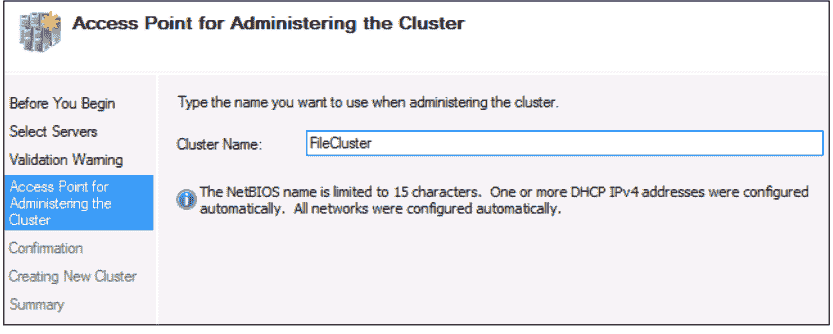 Access Point for Administering the Cluster
Before You Begin
Select Servers
Validation Warning
Access Point for
Administering the
Cluster
Confirmation
Creating New Cluster
Summary
Type the name you want to use when administering the cluster.
Cluster Name: FileCluster
The NetBIOS name is limited to 15 characters. One or more DHCP IPv4 addresses were configured
automatically. All networks were configured automatically.